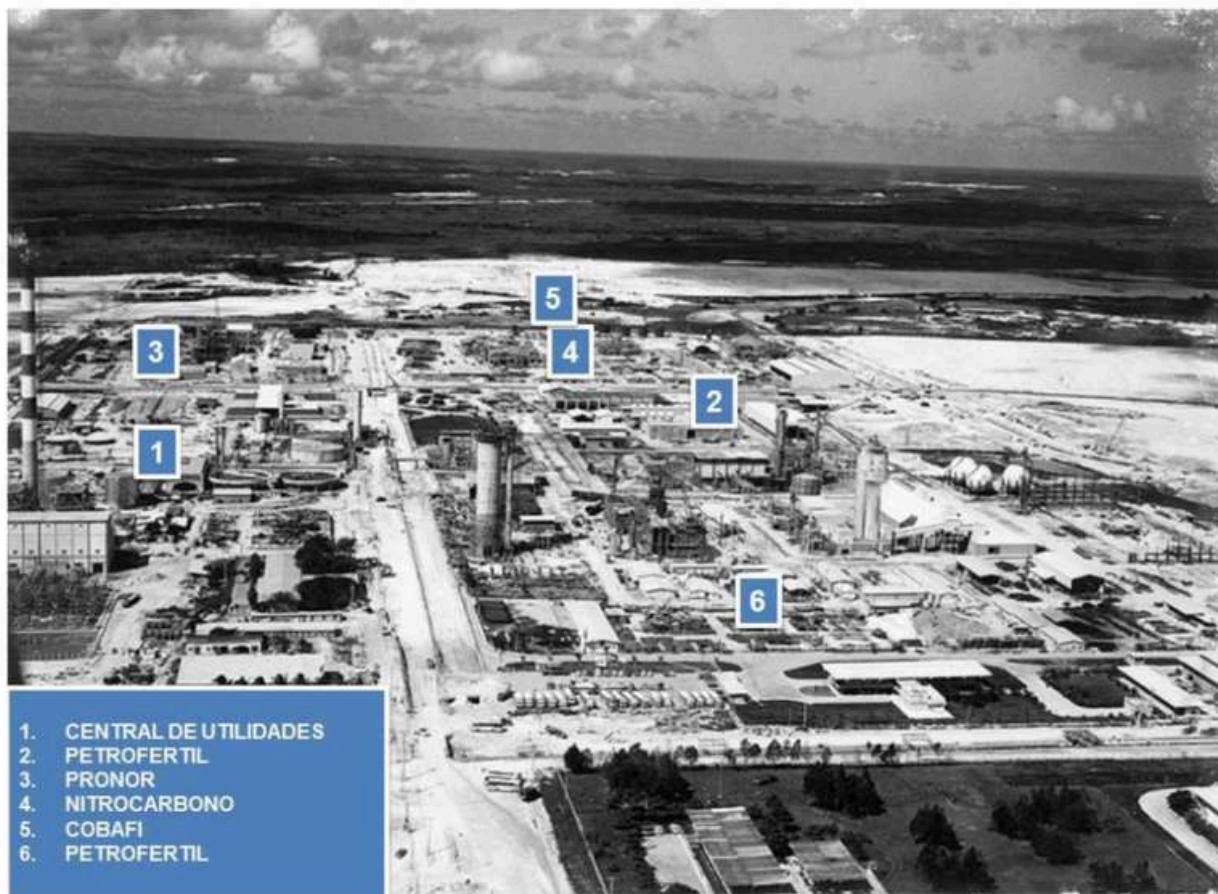 5
3
4
2
1
6
1. CENTRAL DE UTILIDADES
2. PETROFERTIL
3. PRONOR
4. NITROCARBONO
5. COBAFI
6. PETROFERTIL